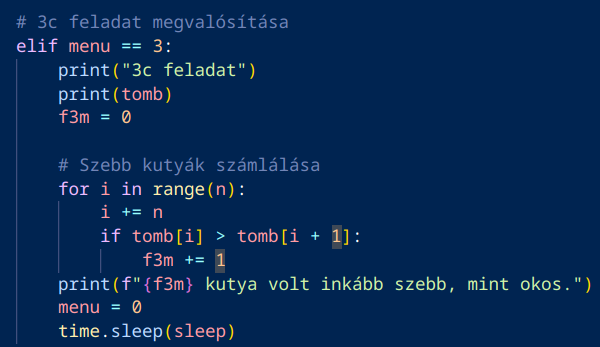 # 3c feladat megvalósítása
elif menu == 3:
    print("3c feladat")
    print(tomb)
    f3m = 0

    # Szebb kutyák számlálása
    for i in range(n):
        i += n
        if tomb[i] > tomb[i + 1]:
            f3m += 1
    print(f"{f3m} kutya volt inkább szebb, mint okos.")
    menu = 0
    time.sleep(sleep)